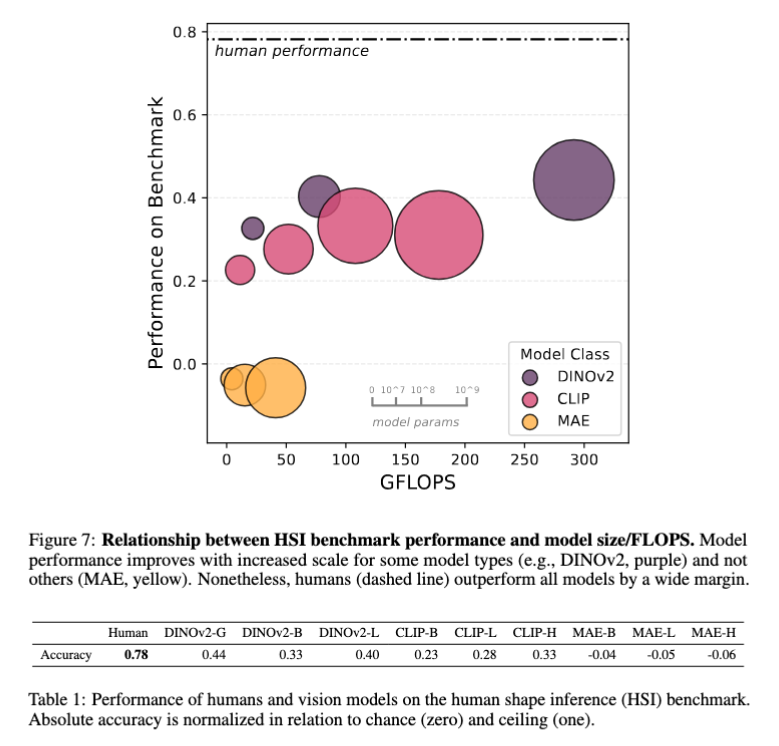 0.8
human performance
0.6
0.4
0.2
0.0
Performance on Benchmark
Model Class
DINOv2
CLIP
MAE
0 10^7 10^8 10^9
model params
0 50 100 150 200 250 300
GFLOPS
Figure 7: Relationship between HSI benchmark performance and model size/FLOPS. Model
performance improves with increased scale for some model types (e.g., DINOv2, purple) and not
others (MAE, yellow). Nonetheless, humans (dashed line) outperform all models by a wide margin.
Human DINOv2-G DINOv2-B DINOv2-L CLIP-B CLIP-L CLIP-H MAE-B MAE-L MAE-H
Accuracy 0.78 0.44 0.33 0.40 0.23 0.28 0.33 -0.04 -0.05 -0.06
Table 1: Performance of humans and vision models on the human shape inference (HSI) benchmark.
Absolute accuracy is normalized in relation to chance (zero) and ceiling (one).